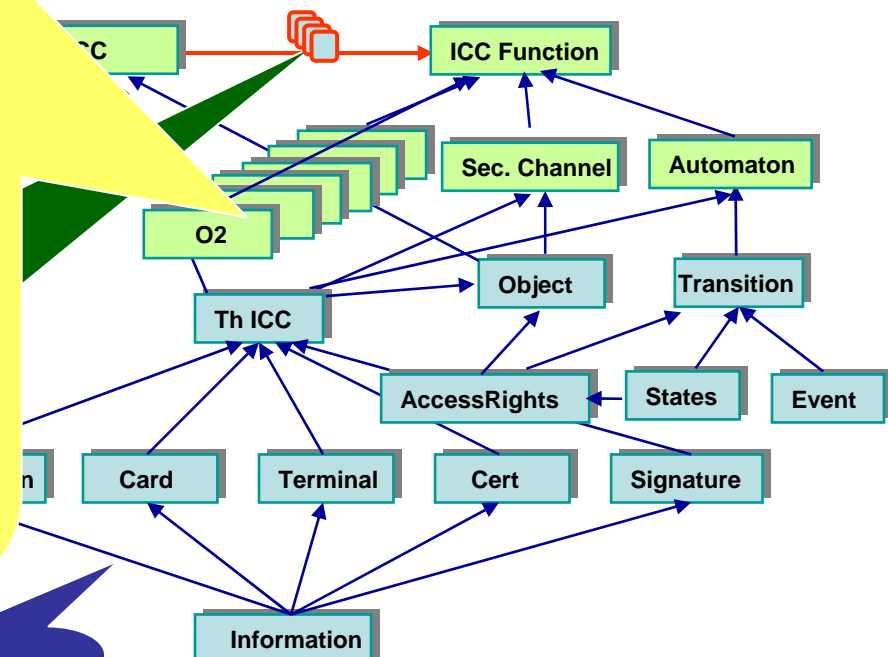 ICC Function
Sec. Channel
Automaton
O2
Object
Transition
Th ICC
AccessRights
States
Event
Card
Terminal
Cert
Signature
Information